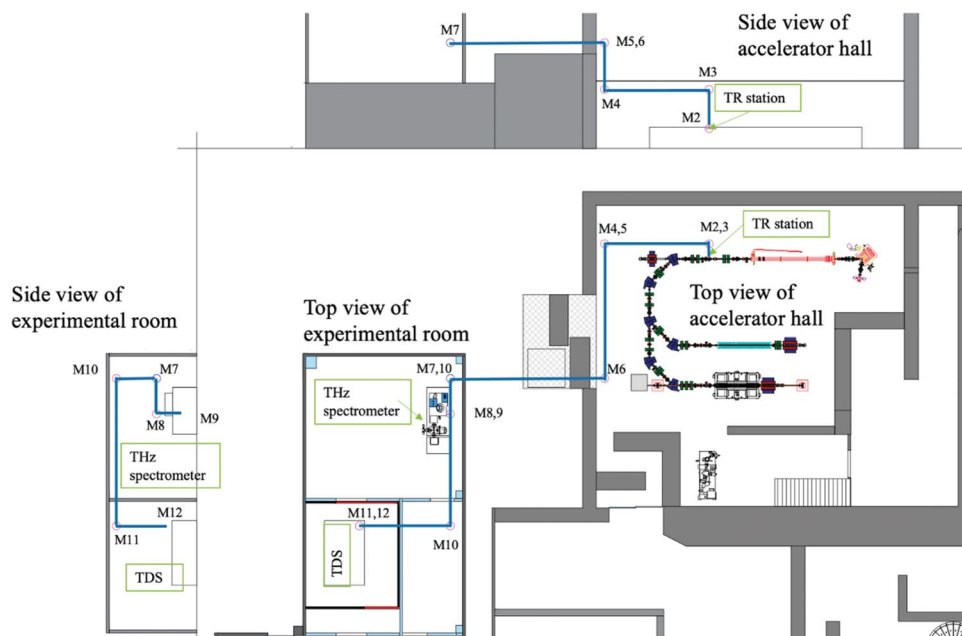 M7
M5,6
Side view of
accelerator hall
M3
M4
TR station
M2
M4,5
M2,3
TR station
Side view of
experimental room
Top view of
experimental room
Top view of
accelerator hall
M10
M7
M7,10
M6
M8
M9
THz
spectrometer
M8,9
THz
spectrometer
M12
M11,12
M11
M10
TDS
TDS